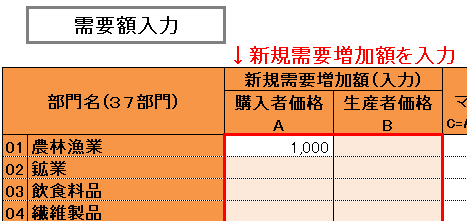 需要額入力
↓新規需要増加額を入力
部門名(37部門)
新規需要増加額(入力)
購入者価格 生産者価格 マ
A B C=A
01 農林漁業 1,000
02 鉱業
03 飲食料品
04 繊維製品